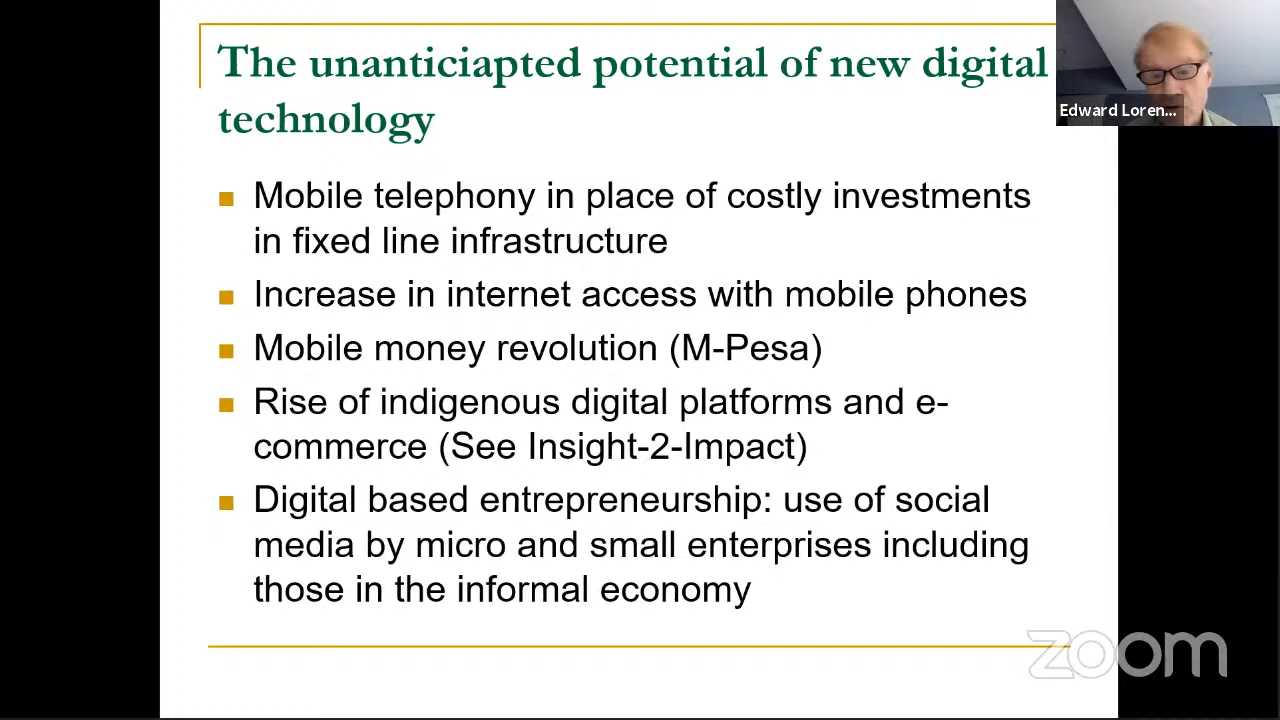 The unanticiapted potential of new digital
technology
Edward Loren...
Mobile telephony in place of costly investments
in fixed line infrastructure
Increase in internet access with mobile phones
Mobile money revolution (M-Pesa)
Rise of indigenous digital platforms and e-
commerce (See Insight-2-Impact)
Digital based entrepreneurship: use of social
media by micro and small enterprises including
those in the informal economy
zoom